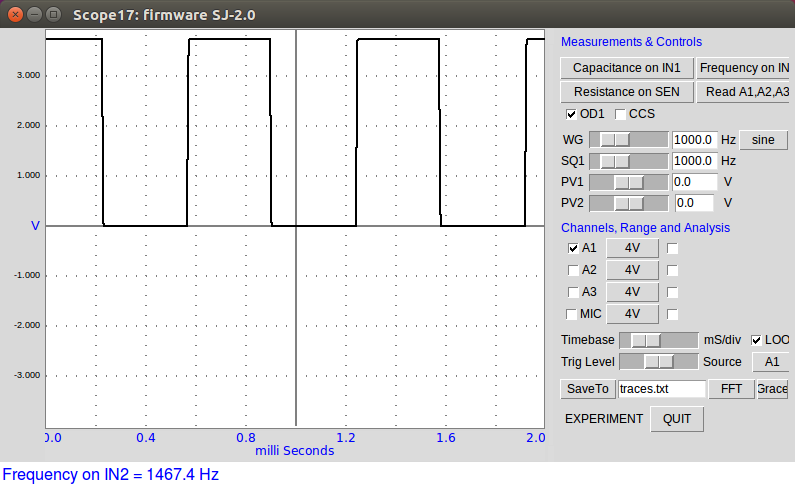 Scope17: firmware SJ-2.0
Measurements & Controls
Capacitance on IN1 Frequency on IN
Resistance on SEN Read A1,A2,A3
OD1 CCS
WG 1000.0 Hz sine
SQ1 1000.0 Hz
PV1 0.0 V
PV2 0.0 V
Channels, Range and Analysis
A1 4V
A2 4V
A3 4V
MIC 4V
Timebase mS/div LOO
Trig Level Source A1
SaveTo traces.txt FFT Grace
EXPERIMENT QUIT
3.000
2.000
1.000
V
-1.000
-2.000
-3.000
0.0 0.4 0.8 1.2 1.6 2.0
milli Seconds
Frequency on IN2 = 1467.4 Hz